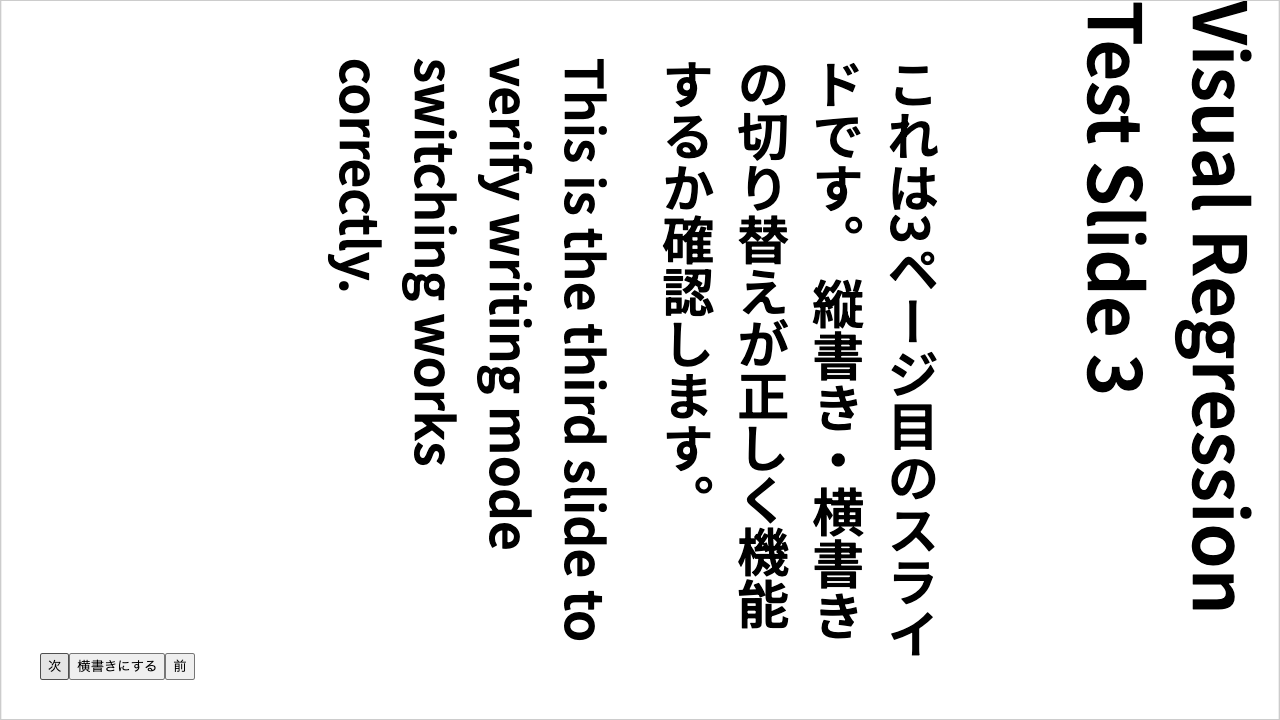 Visual Regression
Test Slide 3
これは3ページ目のスライ
ドです。 縦書き・横書き
の切り替えが正しく機能
するか確認します。
This is the third slide to
verify writing mode
switching works
correctly.
次 横書きにする 前